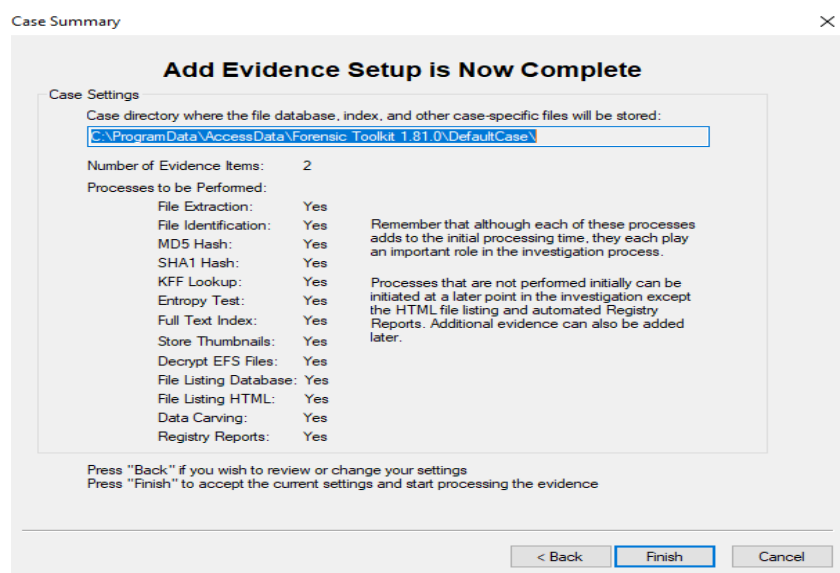 Case Summary
Add Evidence Setup is Now Complete
Case Settings
Case directory where the file database, index, and other case-specific files will be stored:
C:\ProgramData\AccessData\Forensic Toolkit 1.81.0\DefaultCase\
Number of Evidence Items: 2
Processes to be Performed:
File Extraction: Yes
File Identification: Yes
MD5 Hash: Yes
SHA1 Hash: Yes
KFF Lookup: Yes
Entropy Test: Yes
Full Text Index: Yes
Store Thumbnails: Yes
Decrypt EFS Files: Yes
File Listing Database: Yes
File Listing HTML: Yes
Data Carving: Yes
Registry Reports: Yes
Remember that although each of these processes
adds to the initial processing time, they each play
an important role in the investigation process.
Processes that are not performed initially can be
initiated at a later point in the investigation except
the HTML file listing and automated Registry
Reports. Additional evidence can also be added
later.
Press "Back" if you wish to review or change your settings
Press "Finish" to accept the current settings and start processing the evidence
< Back
Finish
Cancel